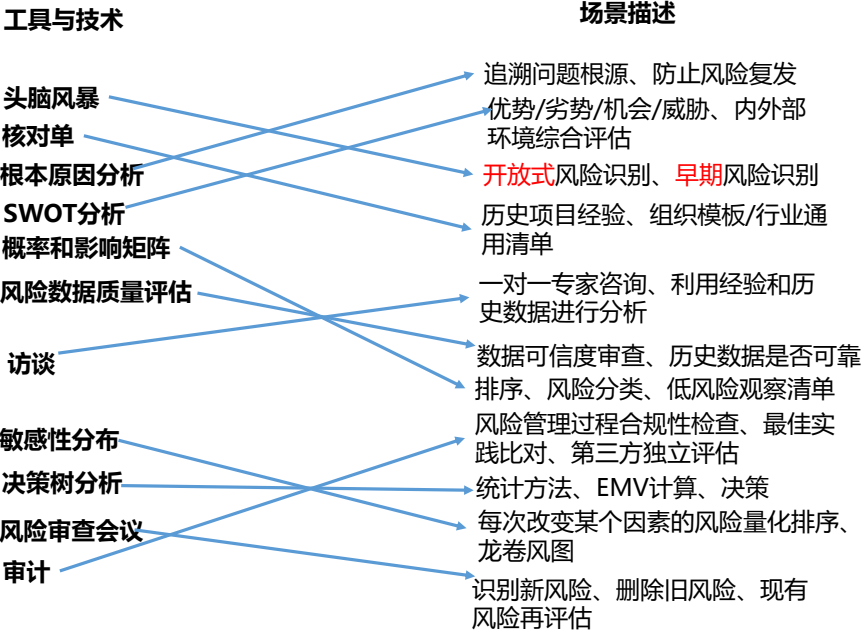 工具与技术
场景描述
头脑风暴
核对单
根本原因分析
SWOT分析
概率和影响矩阵
风险数据质量评估
访谈
敏感性分布
决策树分析
风险审查会议
审计
追溯问题根源、防止风险复发
优势/劣势/机会/威胁、内外部
环境综合评估
开放式风险识别、早期风险识别
历史项目经验、组织模板/行业通
用清单
一对一专家咨询、利用经验和历
史数据进行分析
数据可信度审查、历史数据是否可靠
排序、风险分类、低风险观察清单
风险管理过程合规性检查、最佳实
践比对、第三方独立评估
统计方法、EMV计算、决策
每次改变某个因素的风险量化排序、
龙卷风图
识别新风险、删除旧风险、现有
风险再评估